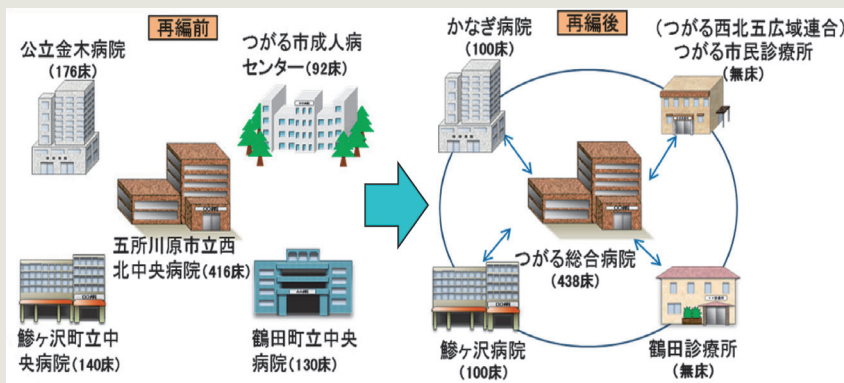 再編前
公立金木病院
(176床)
つがる市成人病
センター(92床)
五所川原市立西
北中央病院(416床)
鰺ヶ沢町立中
央病院(140床)
鶴田町立中央
病院(130床)
再編後
かなぎ病院
(100床)
(つがる西北五広域連合)
つがる市民診療所
(無床)
つがる総合病院
(438床)
鰺ヶ沢病院
(100床)
鶴田診療所
(無床)